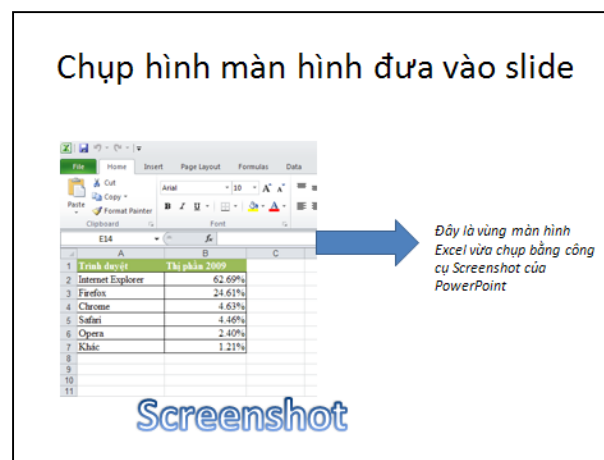 Chụp hình màn hình đưa vào slide
File Home Insert Page Layout Formulas Data
Cut
Copy
Format Painter
Paste
Arial 10 A A
B I U A
Clipboard Font
E14 fx
A B C
1 Trình duyệt Thị phần 2009
2 Internet Explorer 62.69%
3 Firefox 24.61%
4 Chrome 4.63%
5 Safari 4.46%
6 Opera 2.40%
7 Khác 1.21%
8
9
10
11
Đây là vùng màn hình
Excel vừa chụp bằng công
cụ Screenshot của
PowerPoint
Screenshot